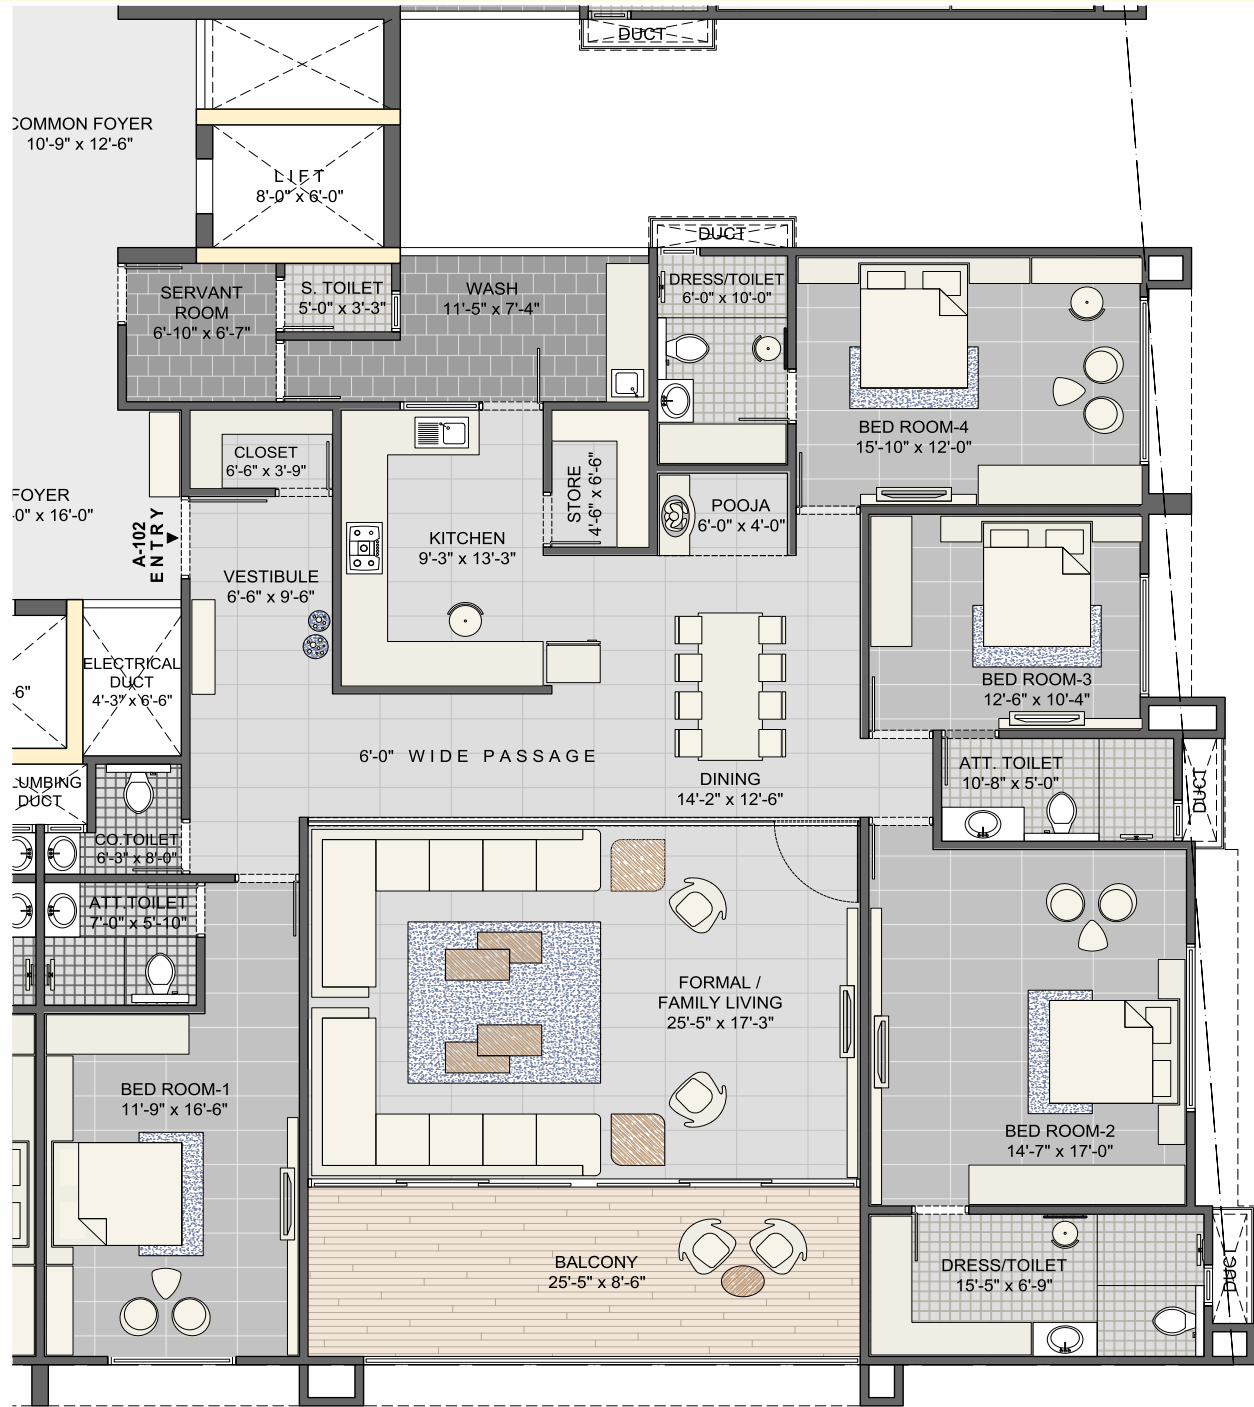 DUCT
COMMON FOYER
10'-9" x 12'-6"
LIFT
8'-0" x 6'-0"
DUCT
SERVANT
ROOM
6'-10" x 6'-7"
S. TOILET
5'-0" x 3'-3"
WASH
11'-5" x 7'-4"
DRESS/TOILET
6'-0" x 10'-0"
BED ROOM-4
15'-10" x 12'-0"
CLOSET
6'-6" x 3'-9"
STORE
4'-6" x 6'-6"
POOJA
6'-0" x 4'-0"
FOYER
-0" x 16'-0"
A-102
ENTRY
KITCHEN
9'-3" x 13'-3"
VESTIBULE
6'-6" x 9'-6"
ELECTRICAL
DUCT
4'-3" x 6'-6"
-6"
BED ROOM-3
12'-6" x 10'-4"
6'-0" WIDE PASSAGE
DINING
14'-2" x 12'-6"
ATT. TOILET
10'-8" x 5'-0"
DUCT
LUMBING
DUCT
CO.TOILET
6'-3" x 8'-0"
ATT.TOILET
7'-0" x 5'-10"
FORMAL /
FAMILY LIVING
25'-5" x 17'-3"
BED ROOM-1
11'-9" x 16'-6"
BED ROOM-2
14'-7" x 17'-0"
BALCONY
25'-5" x 8'-6"
DRESS/TOILET
15'-5" x 6'-9"
DUCT